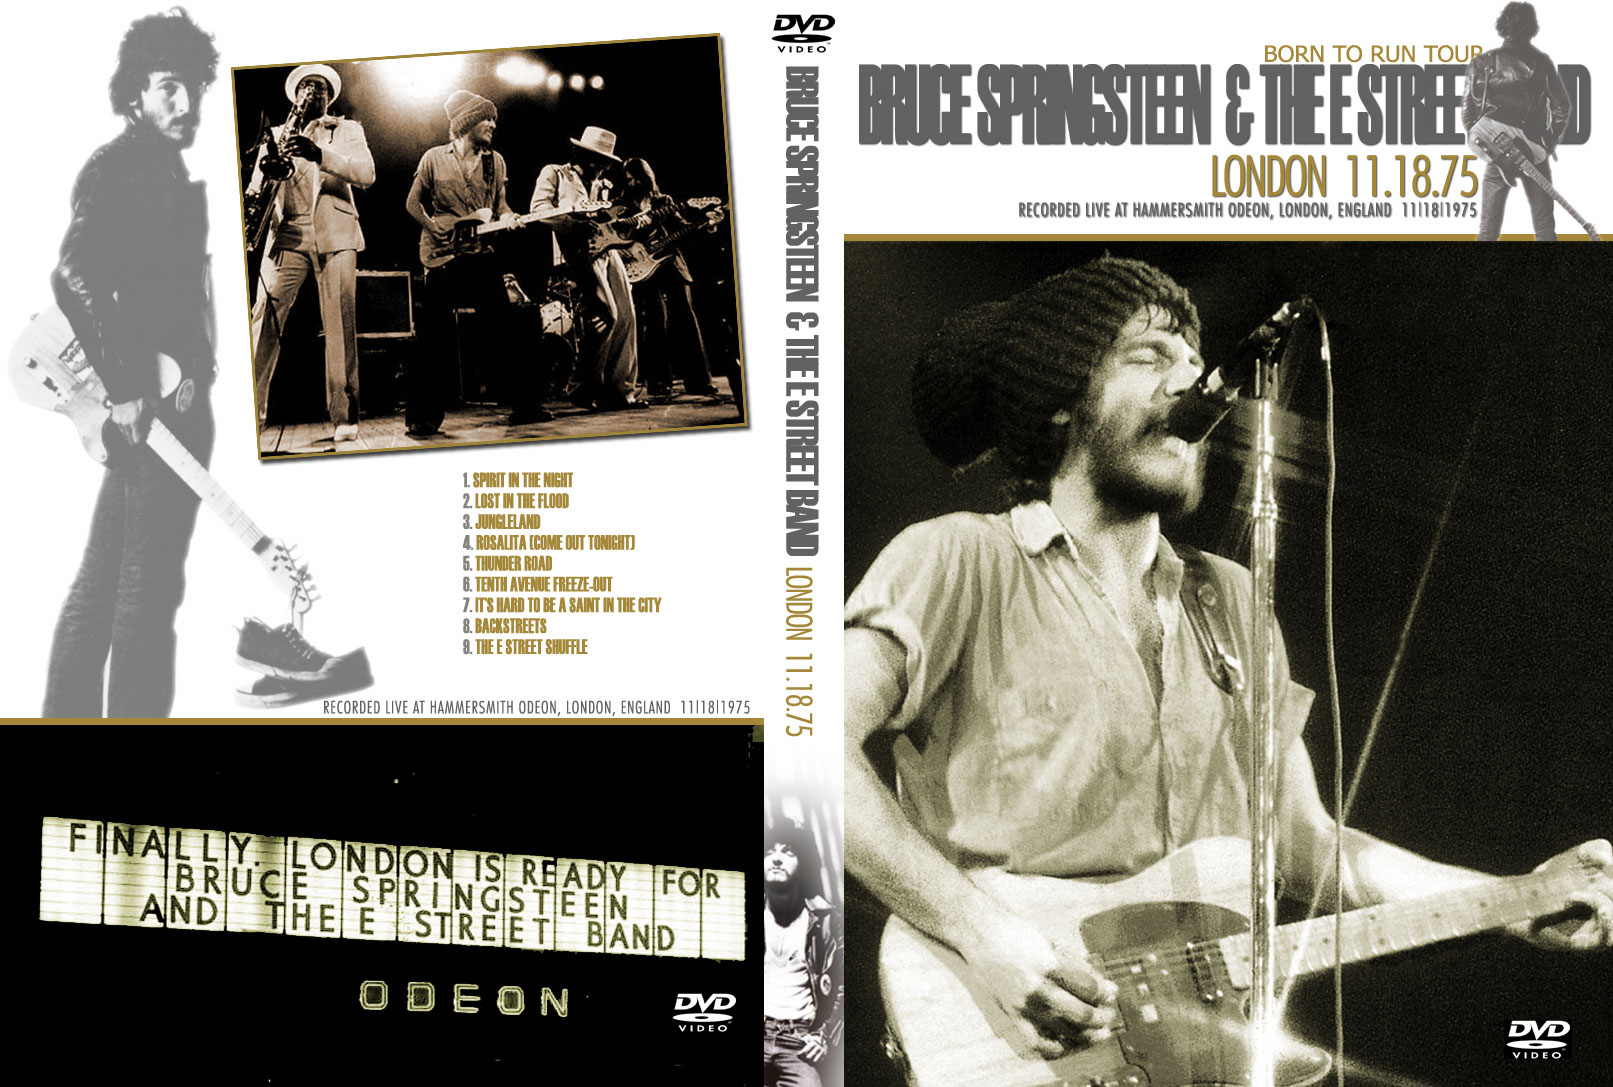 1. SPIRIT IN THE NIGHT
2. LOST IN THE FLOOD
3. JUNGLELAND
4. ROSALITA (COME OUT TONIGHT)
5. THUNDER ROAD
6. TENTH AVENUE FREEZE-OUT
7. IT'S HARD TO BE A SAINT IN THE CITY
8. BACKSTREETS
9. THE E STREET SHUFFLE
RECORDED LIVE AT HAMMERSMITH ODEON, LONDON, ENGLAND 11|18|1975
FINALLY. LONDON IS READY FOR
BRUCE SPRINGSTEEN
AND THE E STREET BAND
ODEON
DVD
VIDEO
DVD
VIDEO
BRUCE SPRINGSTEEN & THE E STREET BAND LONDON 11.18.75
BORN TO RUN TOUR
BRUCE SPRINGSTEEN & THE E STREE ND
LONDON 11.18.75
RECORDED LIVE AT HAMMERSMITH ODEON, LONDON, ENGLAND 11|18|1975
DVD
VIDEO